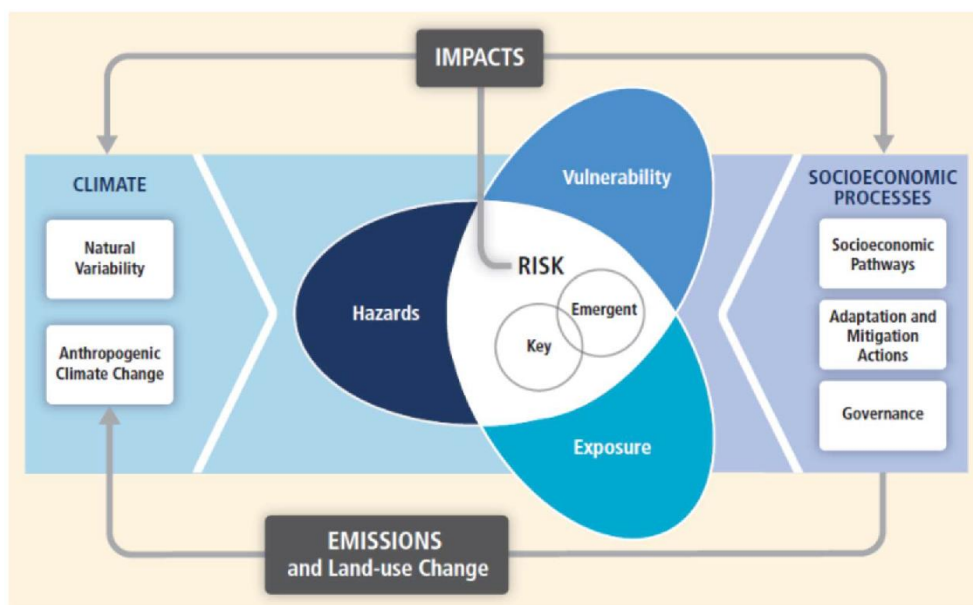 IMPACTS
CLIMATE
Natural
Variability
Anthropogenic
Climate Change
Vulnerability
Hazards
RISK
Emergent
Key
Exposure
SOCIOECONOMIC
PROCESSES
Socioeconomic
Pathways
Adaptation and
Mitigation
Actions
Governance
EMISSIONS
and Land-use Change